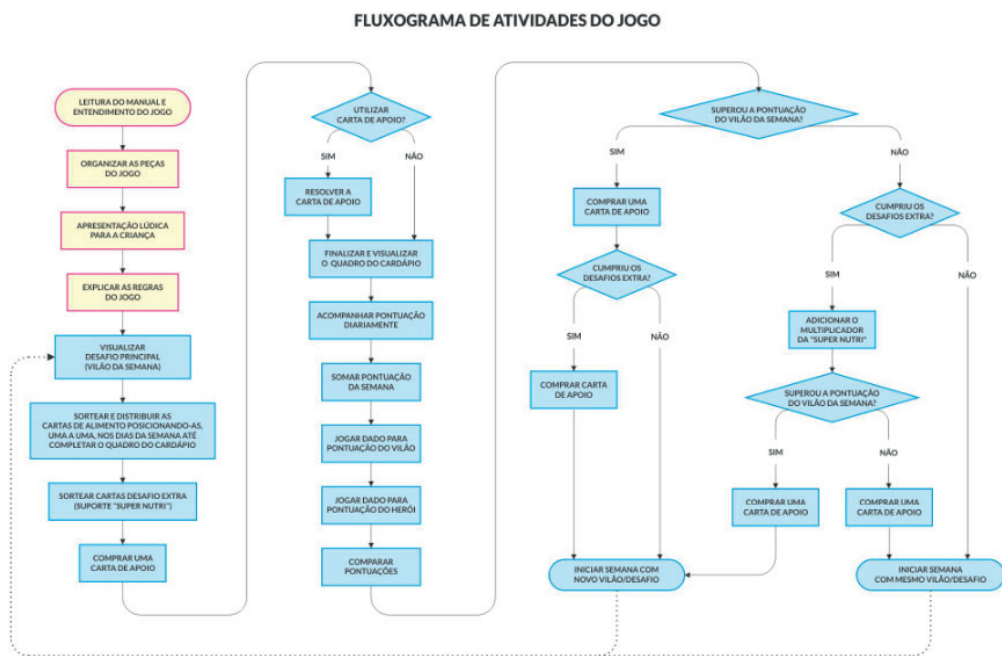 FLUXOGRAMA DE ATIVIDADES DO JOGO
LEITURA DO MANUAL E
ENTENDIMENTO DO JOGO
ORGANIZAR AS PEÇAS
DO JOGO
APRESENTAÇÃO LÚDICA
PARA A CRIANÇA
EXPLICAR AS REGRAS
DO JOGO
VISUALIZAR
DESAFIO PRINCIPAL
(VILÃO DA SEMANA)
SORTEAR E DISTRIBUIR AS
CARTAS DE ALIMENTO POSICIONANDO-AS,
UMA A UMA, NOS DIAS DA SEMANA ATÉ
COMPLETAR O QUADRO DO CARDÁPIO
SORTEAR CARTAS DESAFIO EXTRA
(SUPORTE "SUPER NUTRI")
COMPRAR UMA
CARTA DE APOIO
UTILIZAR
CARTA DE APOIO?
SIM
NÃO
RESOLVER A
CARTA DE APOIO
FINALIZAR E VISUALIZAR
O QUADRO DO CARDÁPIO
ACOMPANHAR PONTUAÇÃO
DIARIAMENTE
SOMAR PONTUAÇÃO
DA SEMANA
JOGAR DADO PARA
PONTUAÇÃO DO VILÃO
JOGAR DADO PARA
PONTUAÇÃO DO HERÓI
COMPARAR
PONTUAÇÕES
SUPEROU A PONTUAÇÃO
DO VILÃO DA SEMANA?
SIM
NÃO
COMPRAR UMA
CARTA DE APOIO
CUMPRIU OS
DESAFIOS EXTRA?
SIM
NÃO
COMPRAR CARTA
DE APOIO
INICIAR SEMANA COM
NOVO VILÃO/DESAFIO
CUMPRIU OS
DESAFIOS EXTRA?
SIM
NÃO
ADICIONAR O
MULTIPLICADOR
DA "SUPER NUTRI"
SUPEROU A PONTUAÇÃO
DO VILÃO DA SEMANA?
SIM
NÃO
COMPRAR UMA
CARTA DE APOIO
COMPRAR UMA
CARTA DE APOIO
INICIAR SEMANA
COM MESMO VILÃO/DESAFIO